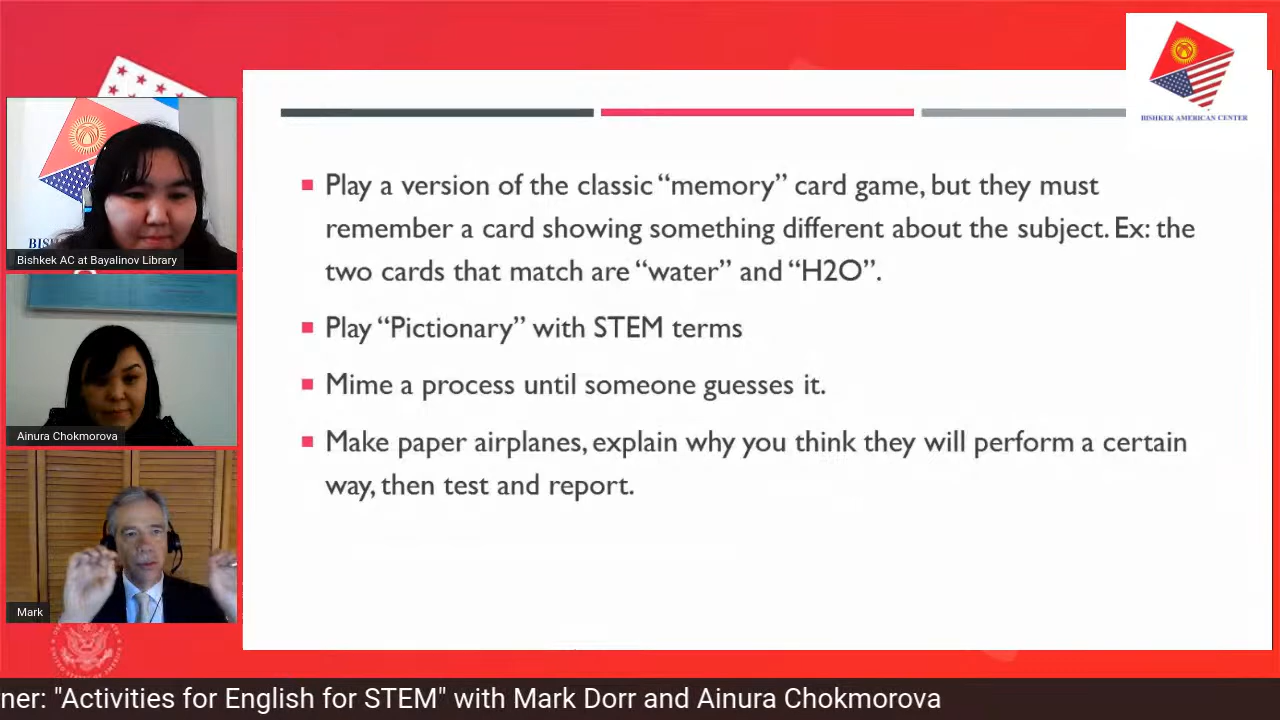 BISHKEK AMERICAN CENTER
Play a version of the classic “memory” card game, but they must
remember a card showing something different about the subject. Ex: the
two cards that match are “water” and “H2O”.
Play “Pictionary” with STEM terms
Mime a process until someone guesses it.
Make paper airplanes, explain why you think they will perform a certain
way, then test and report.
BISH
Bishkek AC at Bayalinov Library
Ainura Chokmorova
Mark
ner: "Activities for English for STEM" with Mark Dorr and Ainura Chokmorova